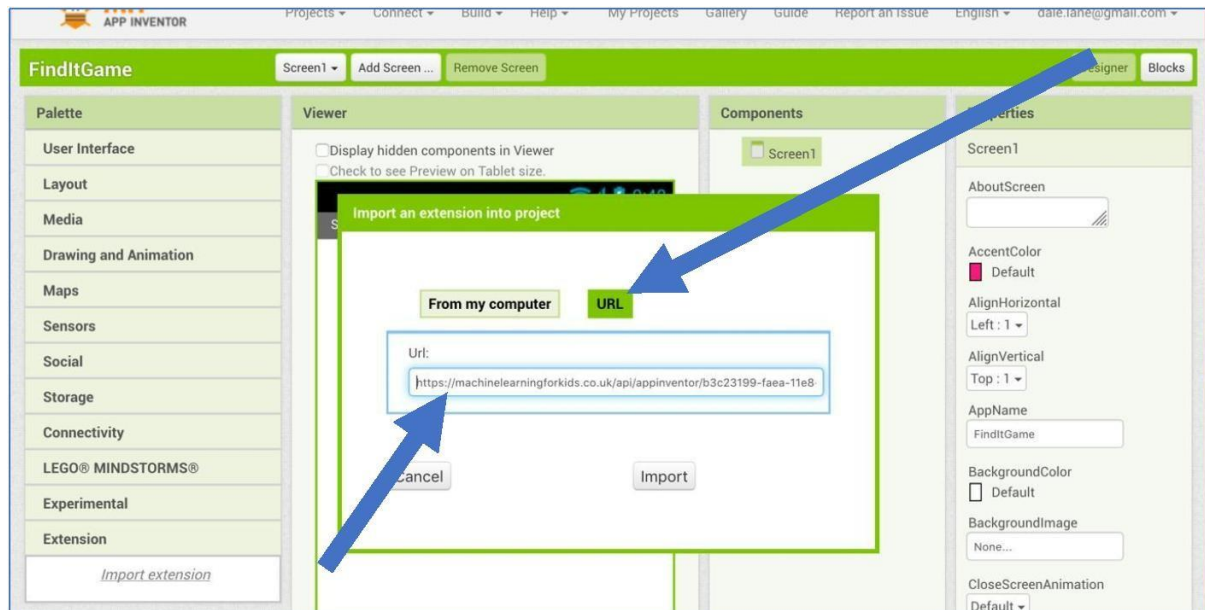 APP INVENTOR
Projects Connect Build Help My Projects Gallery Guide Report an Issue English dale.lane@gmail.com
FindItGame
Screen1 Add Screen ... Remove Screen
Blocks
Palette
User Interface
Layout
Media
Drawing and Animation
Maps
Sensors
Social
Storage
Connectivity
LEGO® MINDSTORMS®
Experimental
Extension
Import extension
Viewer
Display hidden components in Viewer
Check to see Preview on Tablet size.
Import an extension into project
From my computer
URL
Url:
https://machinelearningforkids.co.uk/api/appinventor/b3c23199-faea-11e8-
Cancel
Import
Components
Screen1
Properties
Screen1
AboutScreen
AccentColor
Default
AlignHorizontal
Left : 1
AlignVertical
Top : 1
AppName
FindItGame
BackgroundColor
Default
BackgroundImage
None...
CloseScreenAnimation
Default